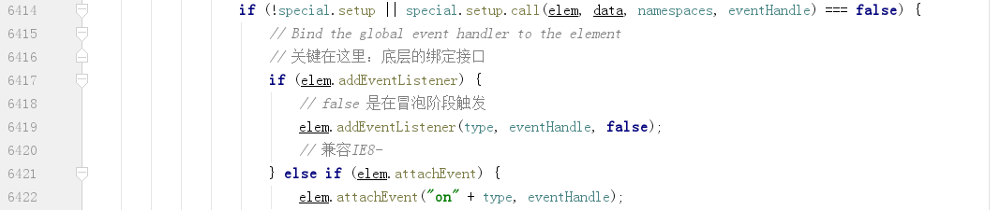 6414 if (!special.setup || special.setup.call(elem, data, namespaces, eventHandle) === false) {
6415 // Bind the global event handler to the element
6416 // 关键在这里：底层的绑定接口
6417 if (elem.addEventListener) {
6418 // false 是在冒泡阶段触发
6419 elem.addEventListener(type, eventHandle, false);
6420 // 兼容IE8-
6421 } else if (elem.attachEvent) {
6422 elem.attachEvent("on" + type, eventHandle);